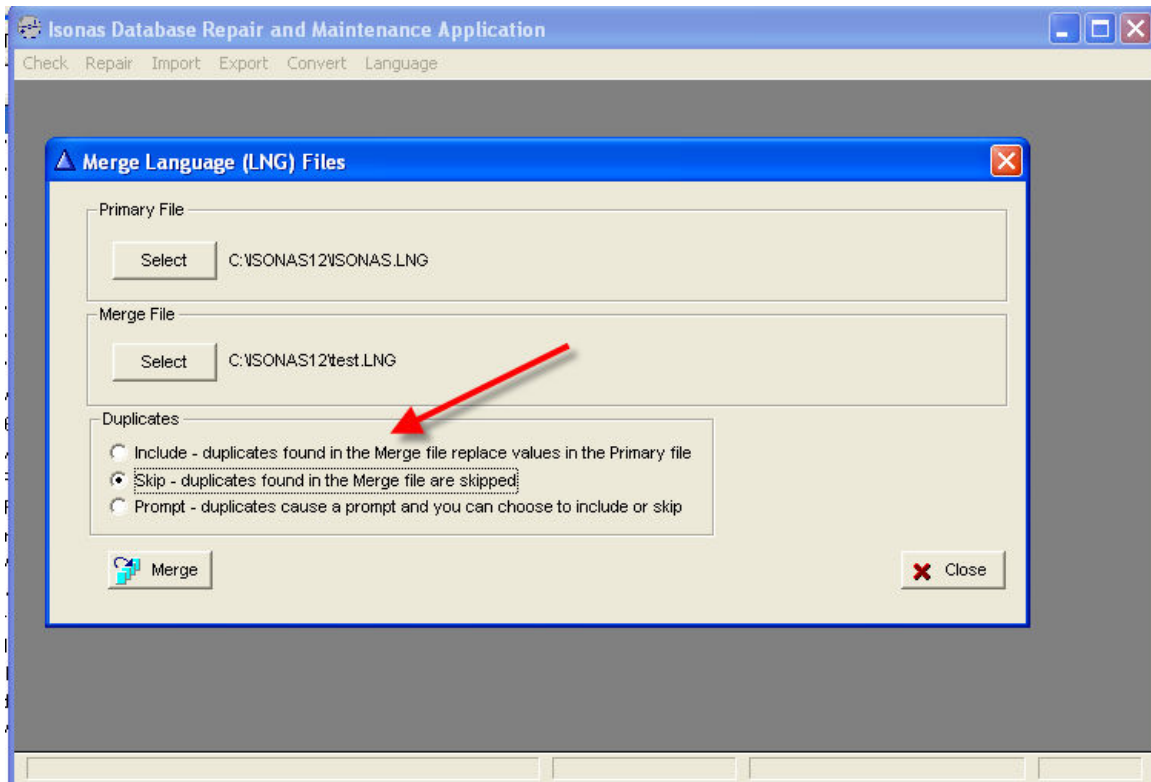 Isonas Database Repair and Maintenance Application
Check Repair Import Export Convert Language
Merge Language (LNG) Files
Primary File
Select C:\ISONAS12\ISONAS.LNG
Merge File
Select C:\ISONAS12\test.LNG
Duplicates
Include - duplicates found in the Merge file replace values in the Primary file
Skip - duplicates found in the Merge file are skipped
Prompt - duplicates cause a prompt and you can choose to include or skip
Merge Close